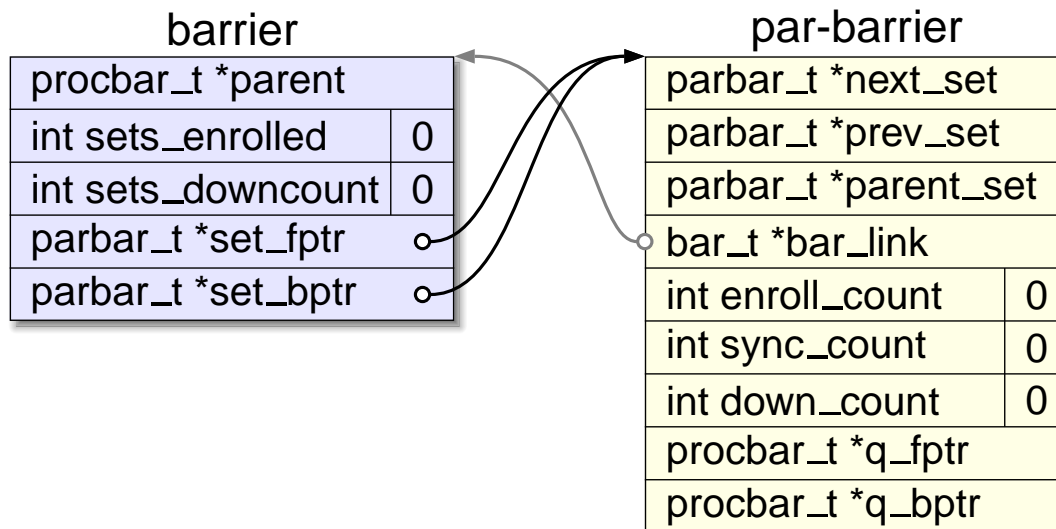 barrier
procbar_t *parent
int sets_enrolled 0
int sets_downcount 0
parbar_t *set_fptr
parbar_t *set_bptr
par-barrier
parbar_t *next_set
parbar_t *prev_set
parbar_t *parent_set
bar_t *bar_link
int enroll_count 0
int sync_count 0
int down_count 0
procbar_t *q_fptr
procbar_t *q_bptr